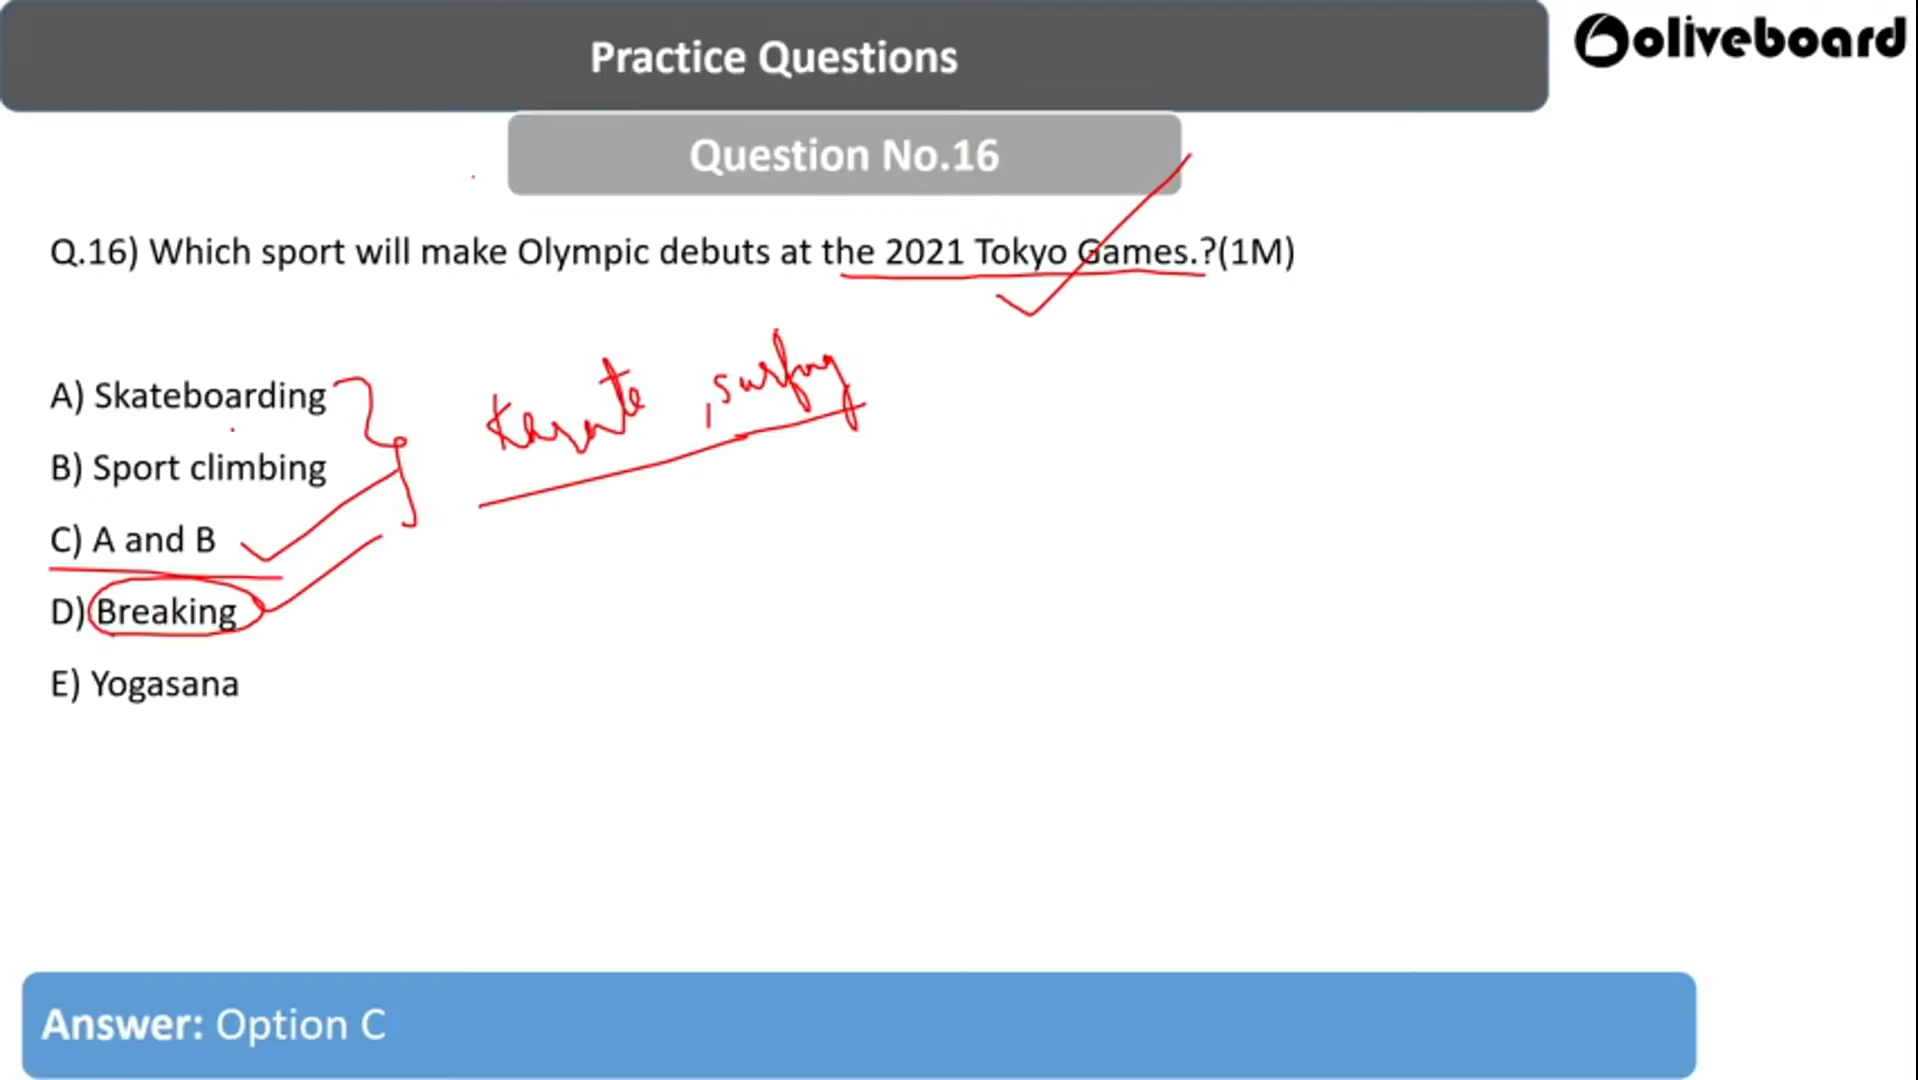 Practice Questions
oliveboard
Question No.16
Q.16) Which sport will make Olympic debuts at the 2021 Tokyo Games.?(1M)
A) Skateboarding
Karate , surfing
B) Sport climbing
C) A and B
D) Breaking
E) Yogasana
Answer: Option C